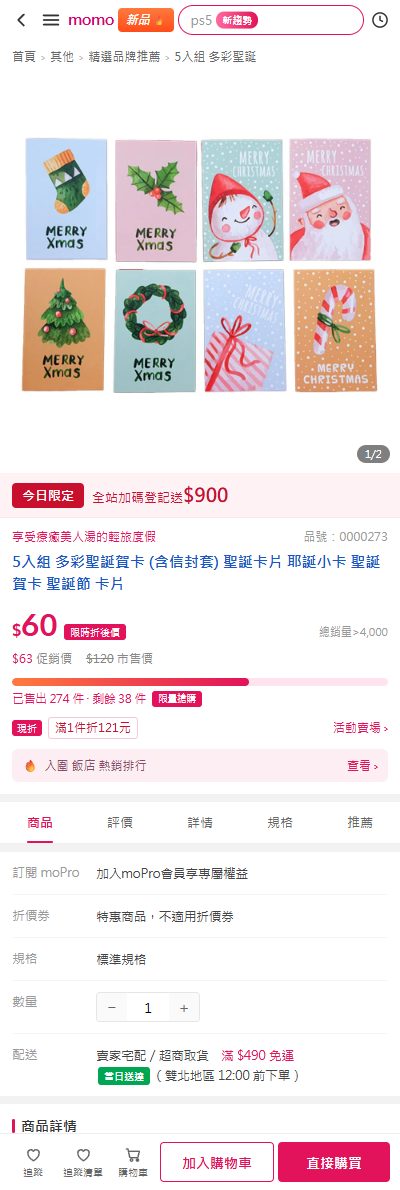 momo 新品 ps5 新趨勢
首頁 > 其他 > 精選品牌推薦 > 5入組 多彩聖誕
MERRY Xmas
MERRY Xmas
MERRY CHRISTMAS
MERRY CHRISTMAS
MERRY Xmas
MERRY Xmas
MERRY CHRISTMAS
MERRY CHRISTMAS
1/2
今日限定 全站加碼登記送$900
享受療癒美人湯的輕旅度假 品號：0000273
5入組 多彩聖誕賀卡 (含信封套) 聖誕卡片 耶誕小卡 聖誕
賀卡 聖誕節 卡片
$60 限時折後價 總銷量>4,000
$63 促銷價 $120 市售價
已售出 274 件 · 剩餘 38 件 限量搶購
現折 滿1件折121元 活動賣場 >
入圍 飯店 熱銷排行 查看 >
商品 評價 詳情 規格 推薦
訂閱 moPro 加入moPro會員享專屬權益
折價券 特惠商品，不適用折價券
規格 標準規格
數量 − 1 +
配送 賣家宅配 / 超商取貨 滿 $490 免運
當日送達 ( 雙北地區 12:00 前下單 )
商品詳情
追蹤 追蹤清單 購物車 加入購物車 直接購買